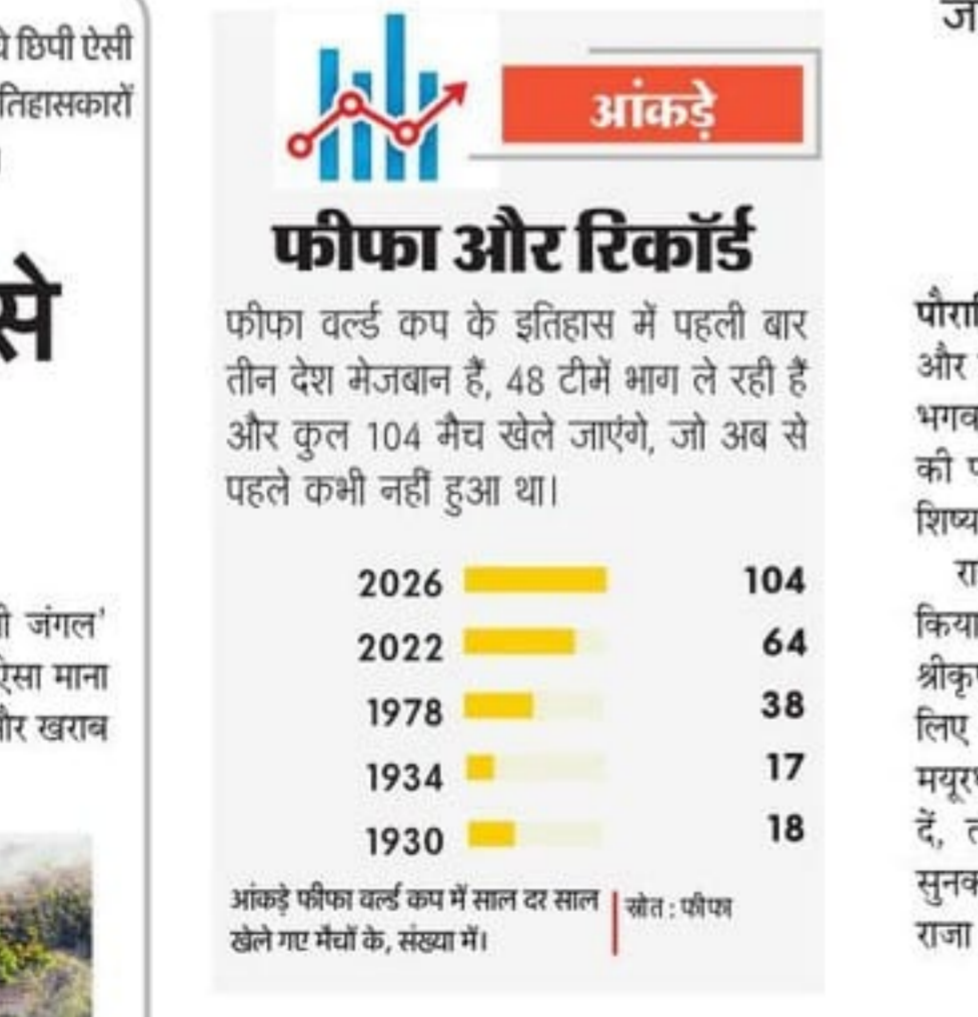 छिपी ऐसी
तिहासकारों
से
जंगल'
ऐसा माना
और खराब
आंकड़े
फीफा और रिकॉर्ड
फीफा वर्ल्ड कप के इतिहास में पहली बार
तीन देश मेजबान हैं, 48 टीमें भाग ले रही हैं
और कुल 104 मैच खेले जाएंगे, जो अब से
पहले कभी नहीं हुआ था।
2026 104
2022 64
1978 38
1934 17
1930 18
आंकड़े फीफा वर्ल्ड कप में साल दर साल
खेले गए मैचों के, संख्या में।
स्रोत : फीफा
पौरा
और
भगव
की
शिष्य
रा
किया
श्रीकृ
लिए
मयूर
दें,
सुनक
राजा